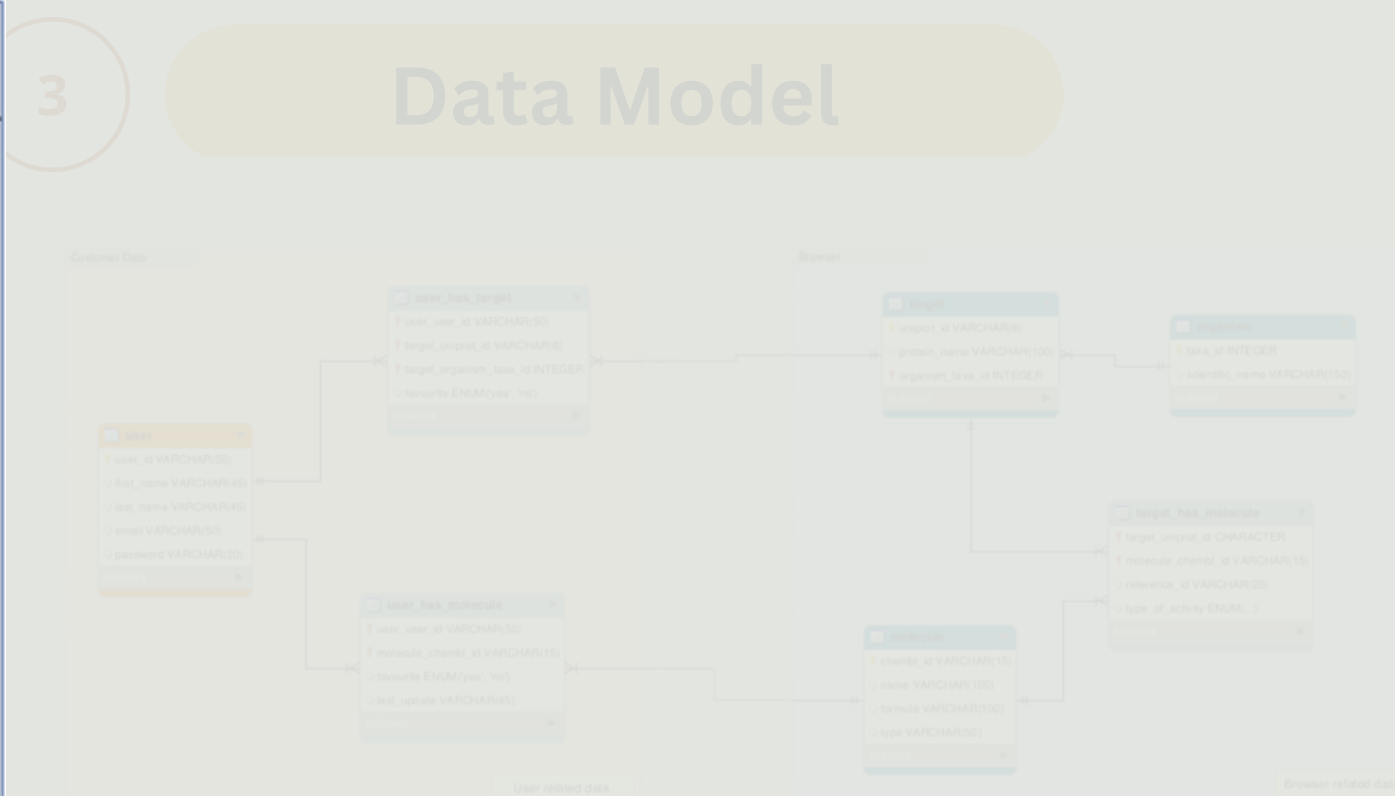 3
Data Model
Customer Data
Browser
user_has_target
user_user_id VARCHAR(50)
target_uniprot_id VARCHAR(6)
target_organism_taxa_id INTEGER
favourite ENUM('yes', 'no')
target
uniprot_id VARCHAR(6)
protein_name VARCHAR(100)
organism_taxa_id INTEGER
organism
taxa_id INTEGER
scientific_name VARCHAR(150)
user
user_id VARCHAR(50)
first_name VARCHAR(45)
last_name VARCHAR(45)
email VARCHAR(50)
password VARCHAR(20)
target_has_molecule
target_uniprot_id CHARACTER
molecule_chembl_id VARCHAR(15)
reference_id VARCHAR(20)
type_of_activity ENUM(...)
user_has_molecule
user_user_id VARCHAR(50)
molecule_chembl_id VARCHAR(15)
favourite ENUM('yes', 'no')
last_update VARCHAR(45)
molecule
chembl_id VARCHAR(15)
name VARCHAR(100)
formula VARCHAR(100)
type VARCHAR(50)
User related data
Browser related data